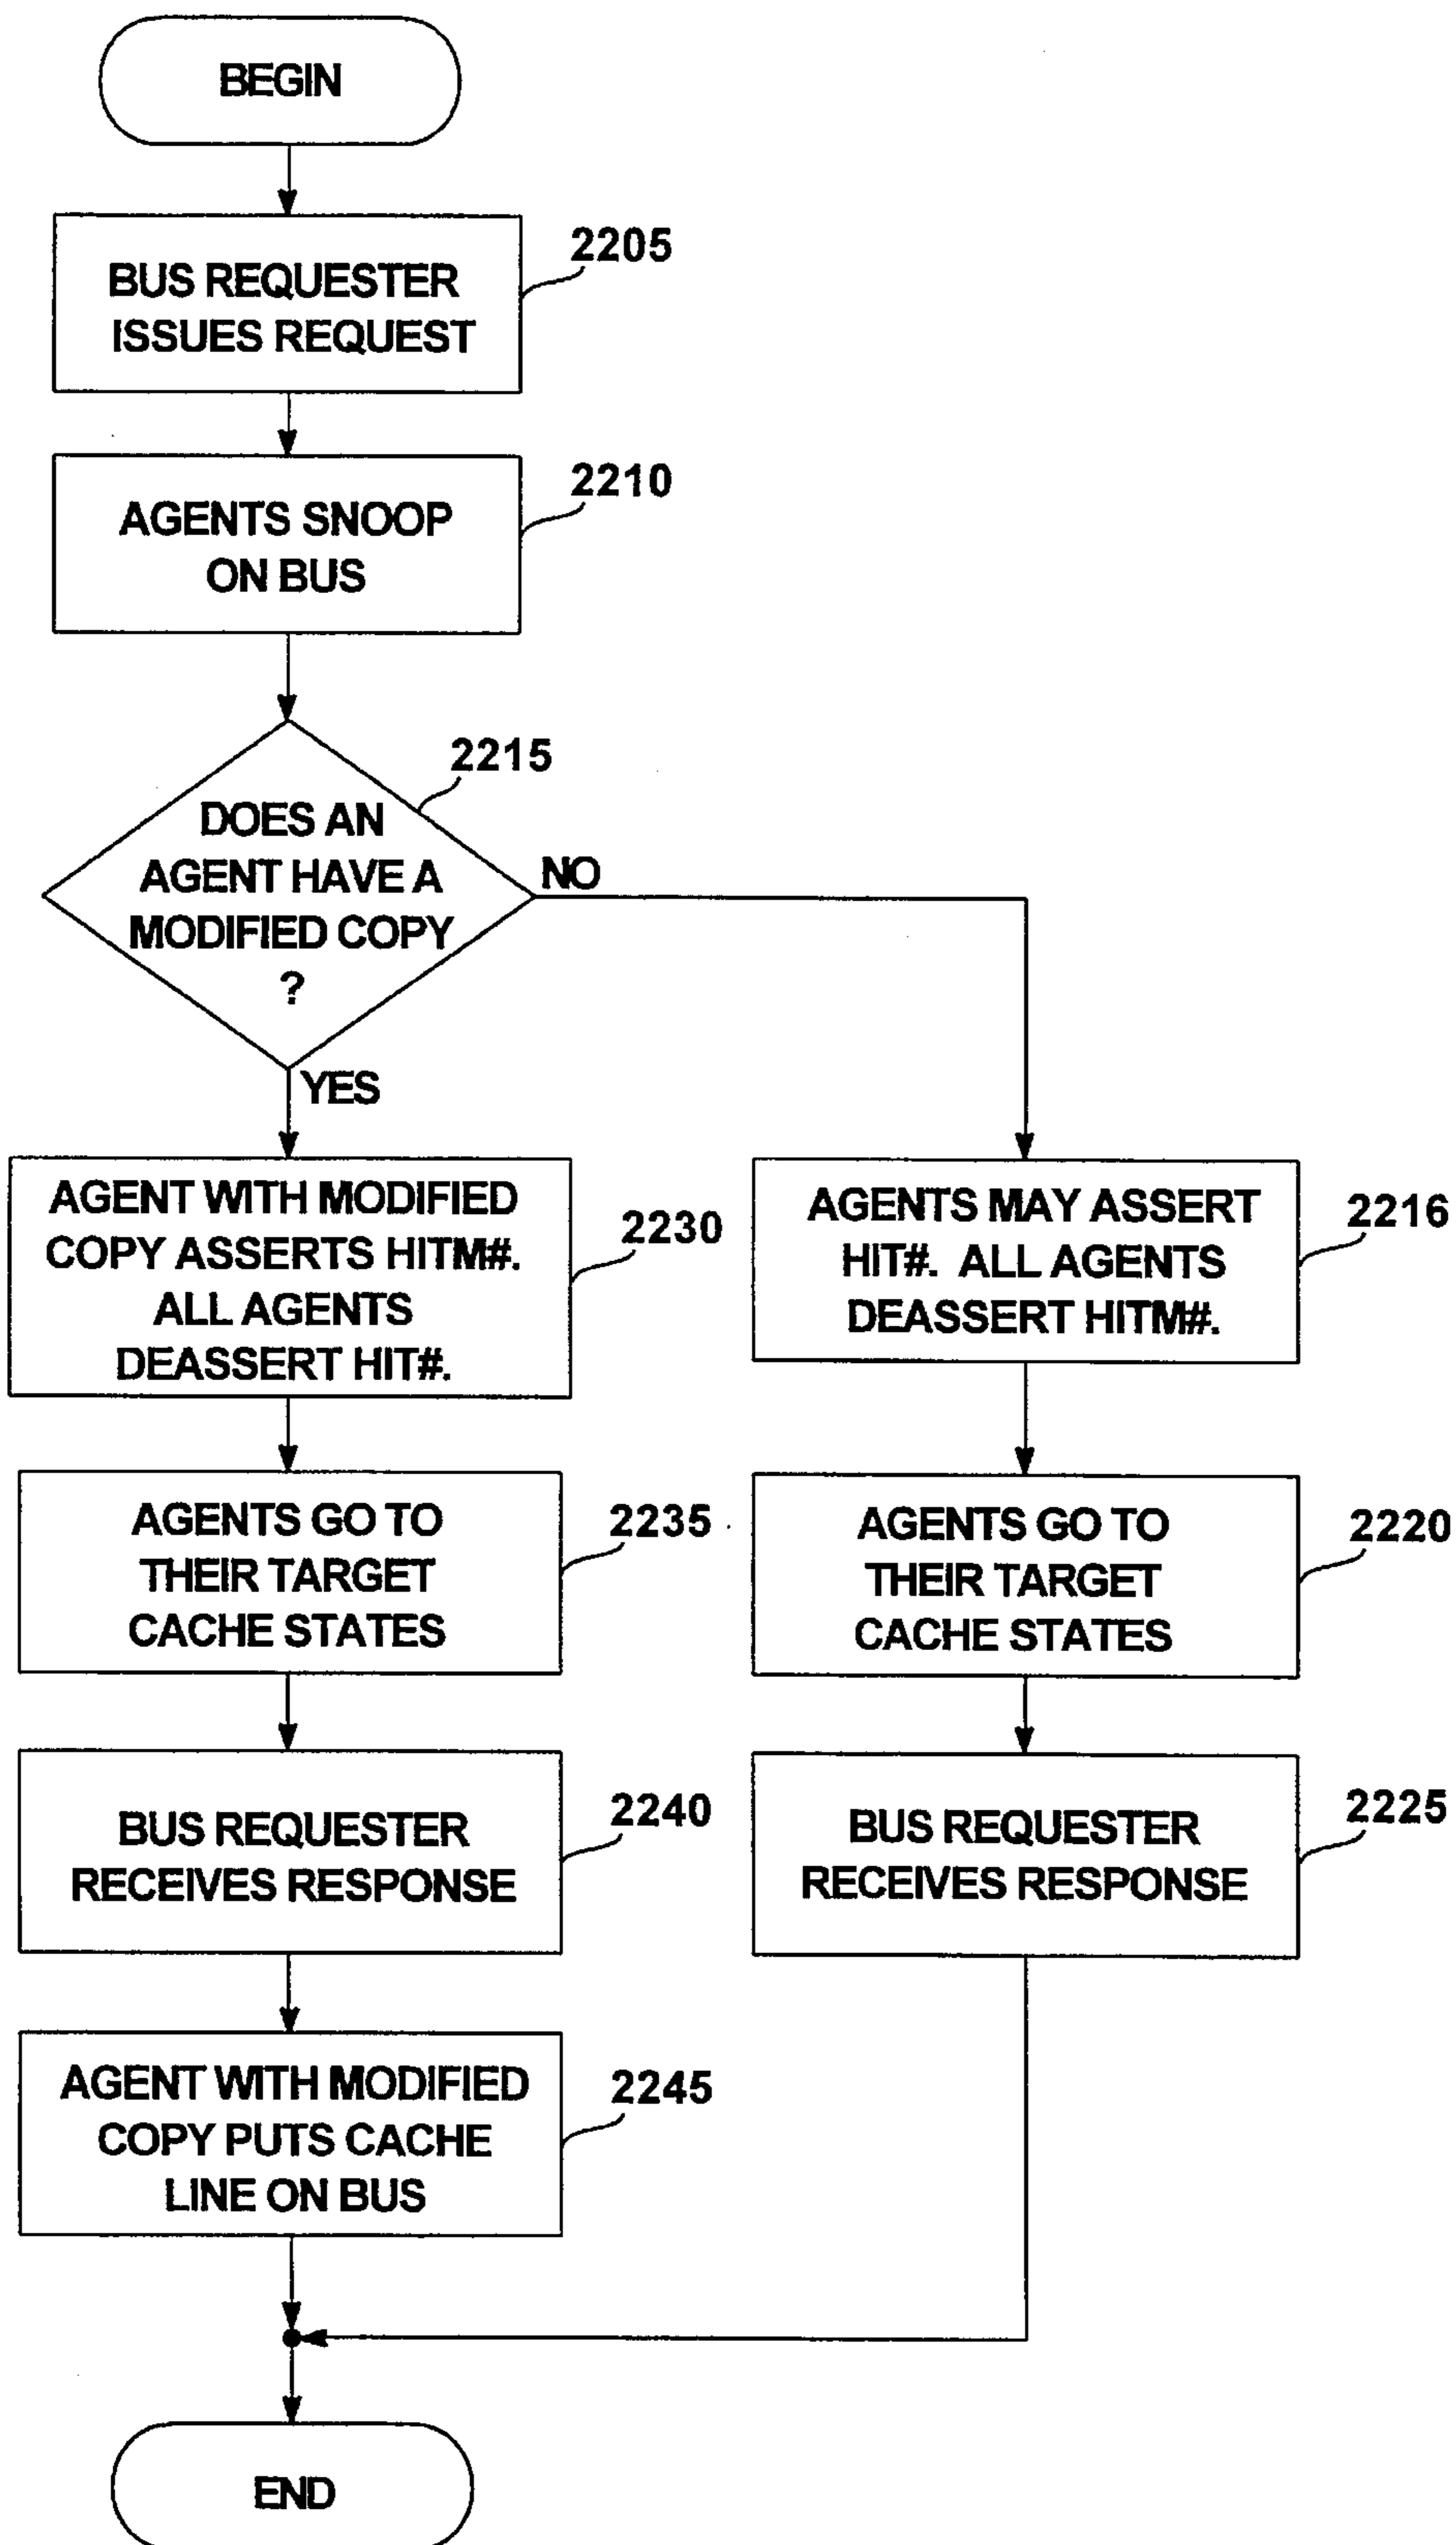 BEGIN
BUS REQUESTER
ISSUES REQUEST
2205
AGENTS SNOOP
ON BUS
2210
DOES AN
AGENT HAVE A
MODIFIED COPY
?
2215
NO
YES
AGENT WITH MODIFIED
COPY ASSERTS HITM#.
ALL AGENTS
DEASSERT HIT#.
2230
AGENTS MAY ASSERT
HIT#. ALL AGENTS
DEASSERT HITM#.
2216
AGENTS GO TO
THEIR TARGET
CACHE STATES
2235
AGENTS GO TO
THEIR TARGET
CACHE STATES
2220
BUS REQUESTER
RECEIVES RESPONSE
2240
BUS REQUESTER
RECEIVES RESPONSE
2225
AGENT WITH MODIFIED
COPY PUTS CACHE
LINE ON BUS
2245
END